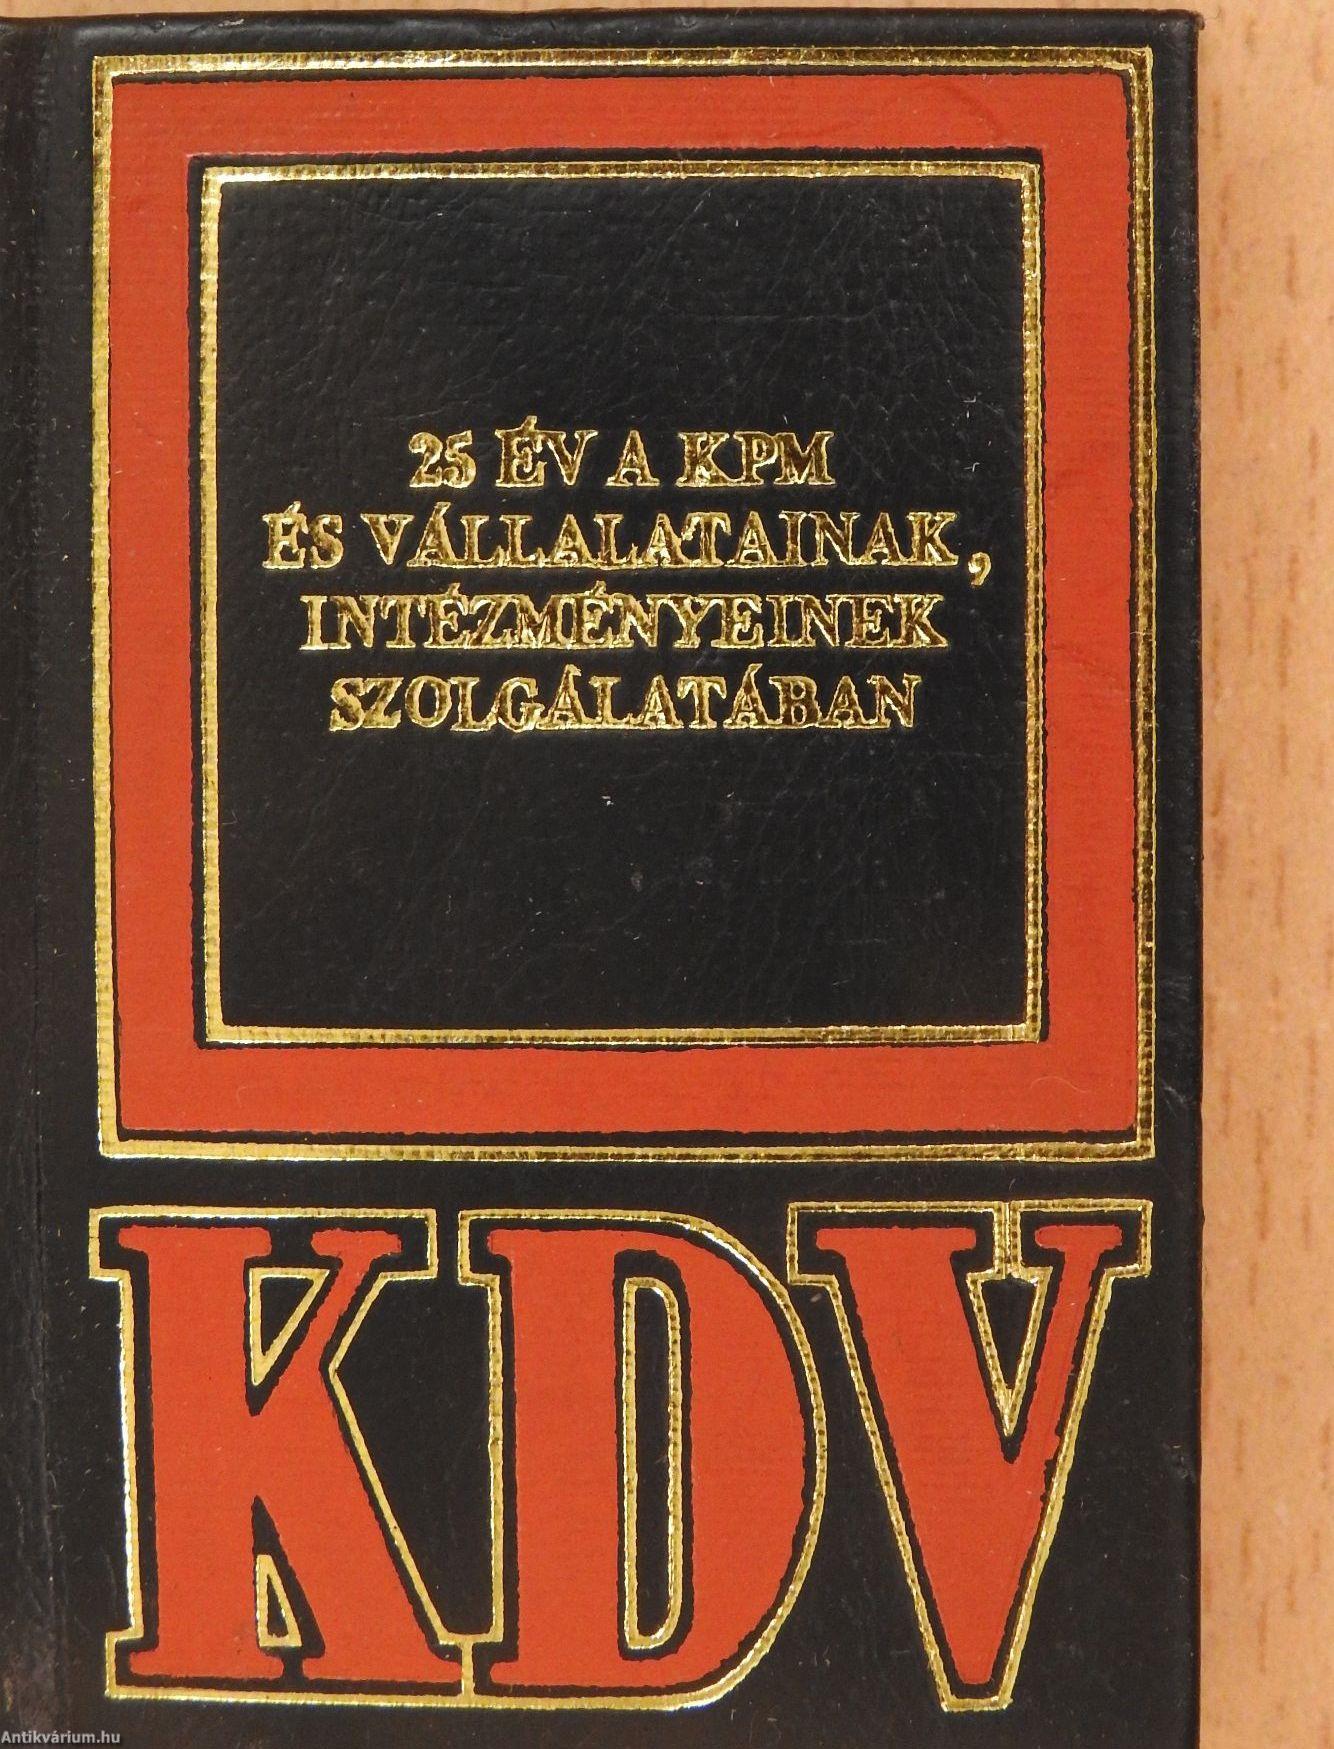 25 ÉV A KPM
ÉS VÁLLALATAINAK,
INTÉZMÉNYEINEK
SZOLGÁLATÁBAN
KDV
Antikvárium.hu